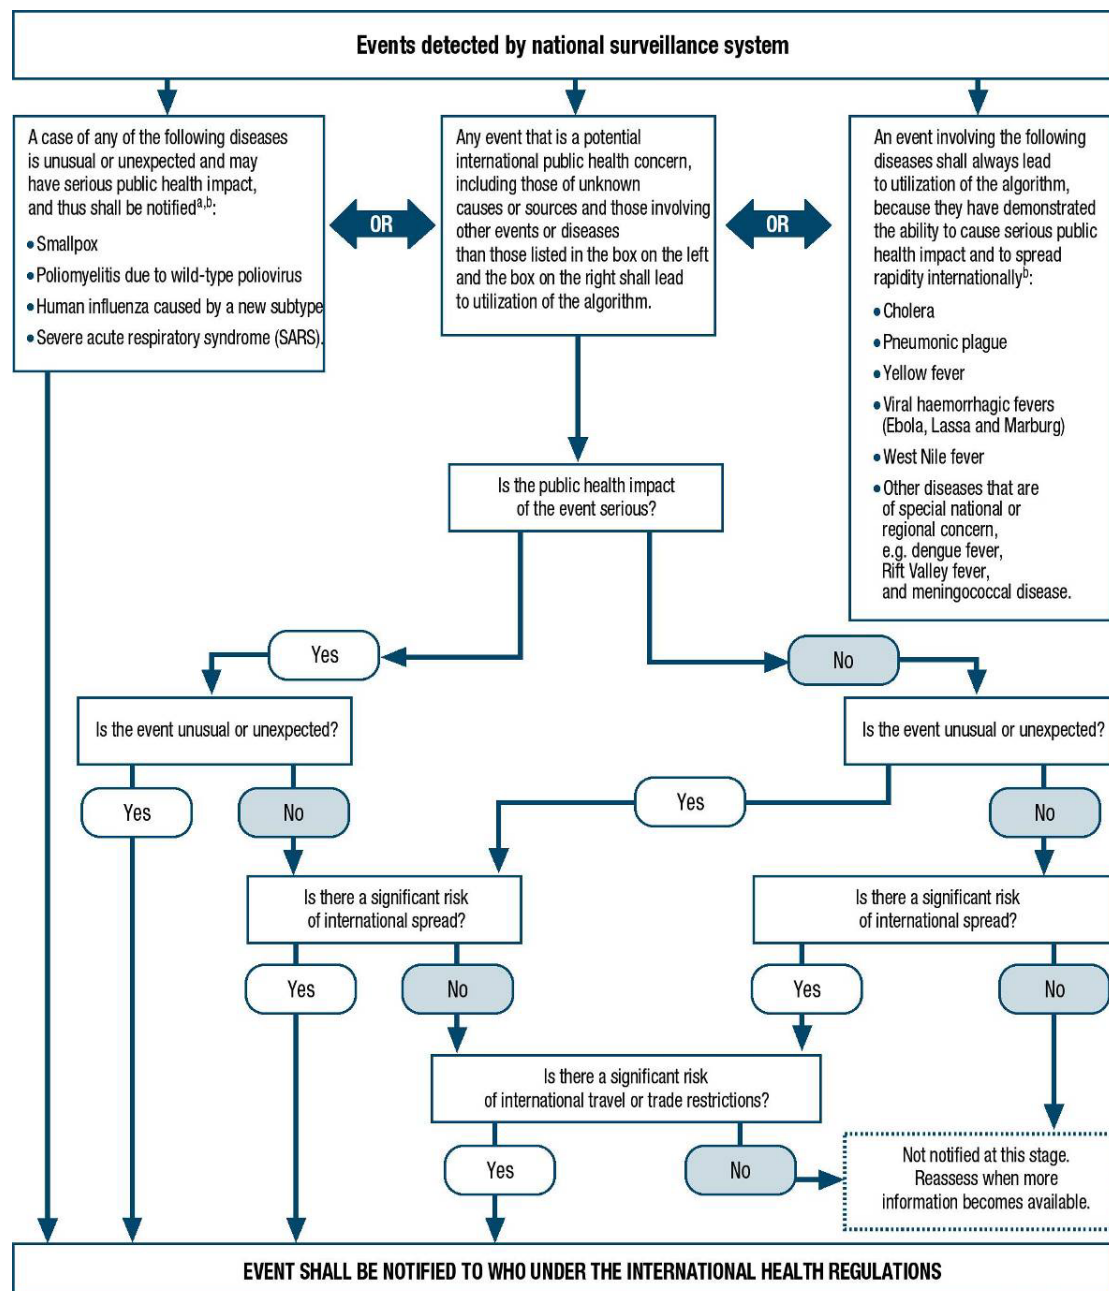 Events detected by national surveillance system
A case of any of the following diseases
is unusual or unexpected and may
have serious public health impact,
and thus shall be notifiedᵃ,ᵇ:
• Smallpox
• Poliomyelitis due to wild-type poliovirus
• Human influenza caused by a new subtype
• Severe acute respiratory syndrome (SARS).
OR
Any event that is a potential
international public health concern,
including those of unknown
causes or sources and those involving
other events or diseases
than those listed in the box on the left
and the box on the right shall lead
to utilization of the algorithm.
OR
An event involving the following
diseases shall always lead
to utilization of the algorithm,
because they have demonstrated
the ability to cause serious public
health impact and to spread
rapidity internationallyᵇ:
• Cholera
• Pneumonic plague
• Yellow fever
• Viral haemorrhagic fevers
(Ebola, Lassa and Marburg)
• West Nile fever
• Other diseases that are
of special national or
regional concern,
e.g. dengue fever,
Rift Valley fever,
and meningococcal disease.
Is the public health impact
of the event serious?
Yes
No
Is the event unusual or unexpected?
Is the event unusual or unexpected?
Yes
No
Yes
No
Is there a significant risk
of international spread?
Is there a significant risk
of international spread?
Yes
No
Yes
No
Is there a significant risk
of international travel or trade restrictions?
Yes
No
Not notified at this stage.
Reassess when more
information becomes available.
EVENT SHALL BE NOTIFIED TO WHO UNDER THE INTERNATIONAL HEALTH REGULATIONS